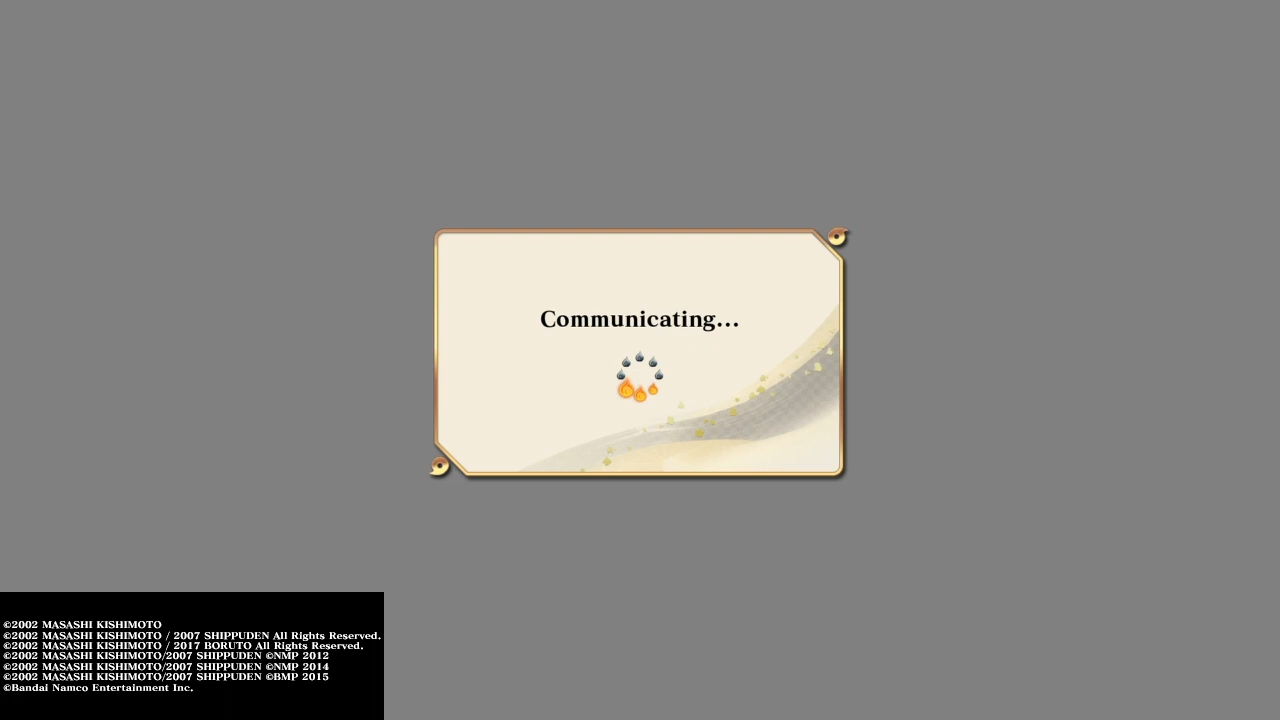 Communicating...
©2002 MASASHI KISHIMOTO
©2002 MASASHI KISHIMOTO / 2007 SHIPPUDEN All Rights Reserved.
©2002 MASASHI KISHIMOTO / 2017 BORUTO All Rights Reserved.
©2002 MASASHI KISHIMOTO/2007 SHIPPUDEN ©NMP 2012
©2002 MASASHI KISHIMOTO/2007 SHIPPUDEN ©NMP 2014
©2002 MASASHI KISHIMOTO/2007 SHIPPUDEN ©BMP 2015
©Bandai Namco Entertainment Inc.